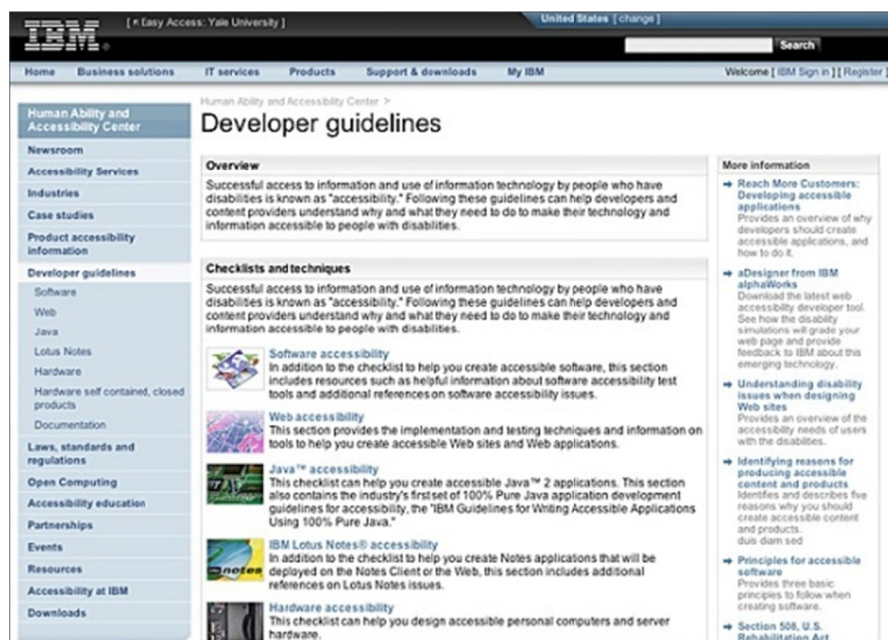 IBM®
[ Easy Access: Yale University ]
United States [ change ]
Search
Home Business solutions IT services Products Support & downloads My IBM Welcome [ IBM Sign in ] [ Register ]
Human Ability and
Accessibility Center
Newsroom
Accessibility Services
Industries
Case studies
Product accessibility
information
Developer guidelines
Software
Web
Java
Lotus Notes
Hardware
Hardware self contained, closed
products
Documentation
Laws, standards and
regulations
Open Computing
Accessibility education
Partnerships
Events
Resources
Accessibility at IBM
Downloads
Human Ability and Accessibility Center >
Developer guidelines
Overview
Successful access to information and use of information technology by people who have
disabilities is known as "accessibility." Following these guidelines can help developers and
content providers understand why and what they need to do to make their technology and
information accessible to people with disabilities.
Checklists and techniques
Successful access to information and use of information technology by people who have
disabilities is known as "accessibility." Following these guidelines can help developers and
content providers understand why and what they need to do to make their technology and
information accessible to people with disabilities.
Software accessibility
In addition to the checklist to help you create accessible software, this section
includes resources such as helpful information about software accessibility test
tools and additional references on software accessibility issues.
Web accessibility
This section provides the implementation and testing techniques and information on
tools to help you create accessible Web sites and Web applications.
Java™ accessibility
This checklist can help you create accessible Java™ 2 applications. This section
also contains the industry's first set of 100% Pure Java application development
guidelines for accessibility, the "IBM Guidelines for Writing Accessible Applications
Using 100% Pure Java."
notes
IBM Lotus Notes® accessibility
In addition to the checklist to help you create Notes applications that will be
deployed on the Notes Client or the Web, this section includes additional
references on Lotus Notes issues.
Hardware accessibility
This checklist can help you design accessible personal computers and server
hardware.
More information
Reach More Customers:
Developing accessible
applications
Provides an overview of why
developers should create
accessible applications, and
how to do it.
aDesigner from IBM
alphaWorks
Download the latest web
accessibility developer tool.
See how the disability
simulations will grade your
web page and provide
feedback to IBM about this
emerging technology.
Understanding disability
issues when designing
Web sites
Provides an overview of the
accessibility needs of users
with the disabilities.
Identifying reasons for
producing accessible
content and products
Identifies and describes five
reasons why you should
create accessible content
and products.
duis diam sed
Principles for accessible
software
Provides three basic
principles to follow when
creating software.
Section 508, U.S.
Rehabilitation Act